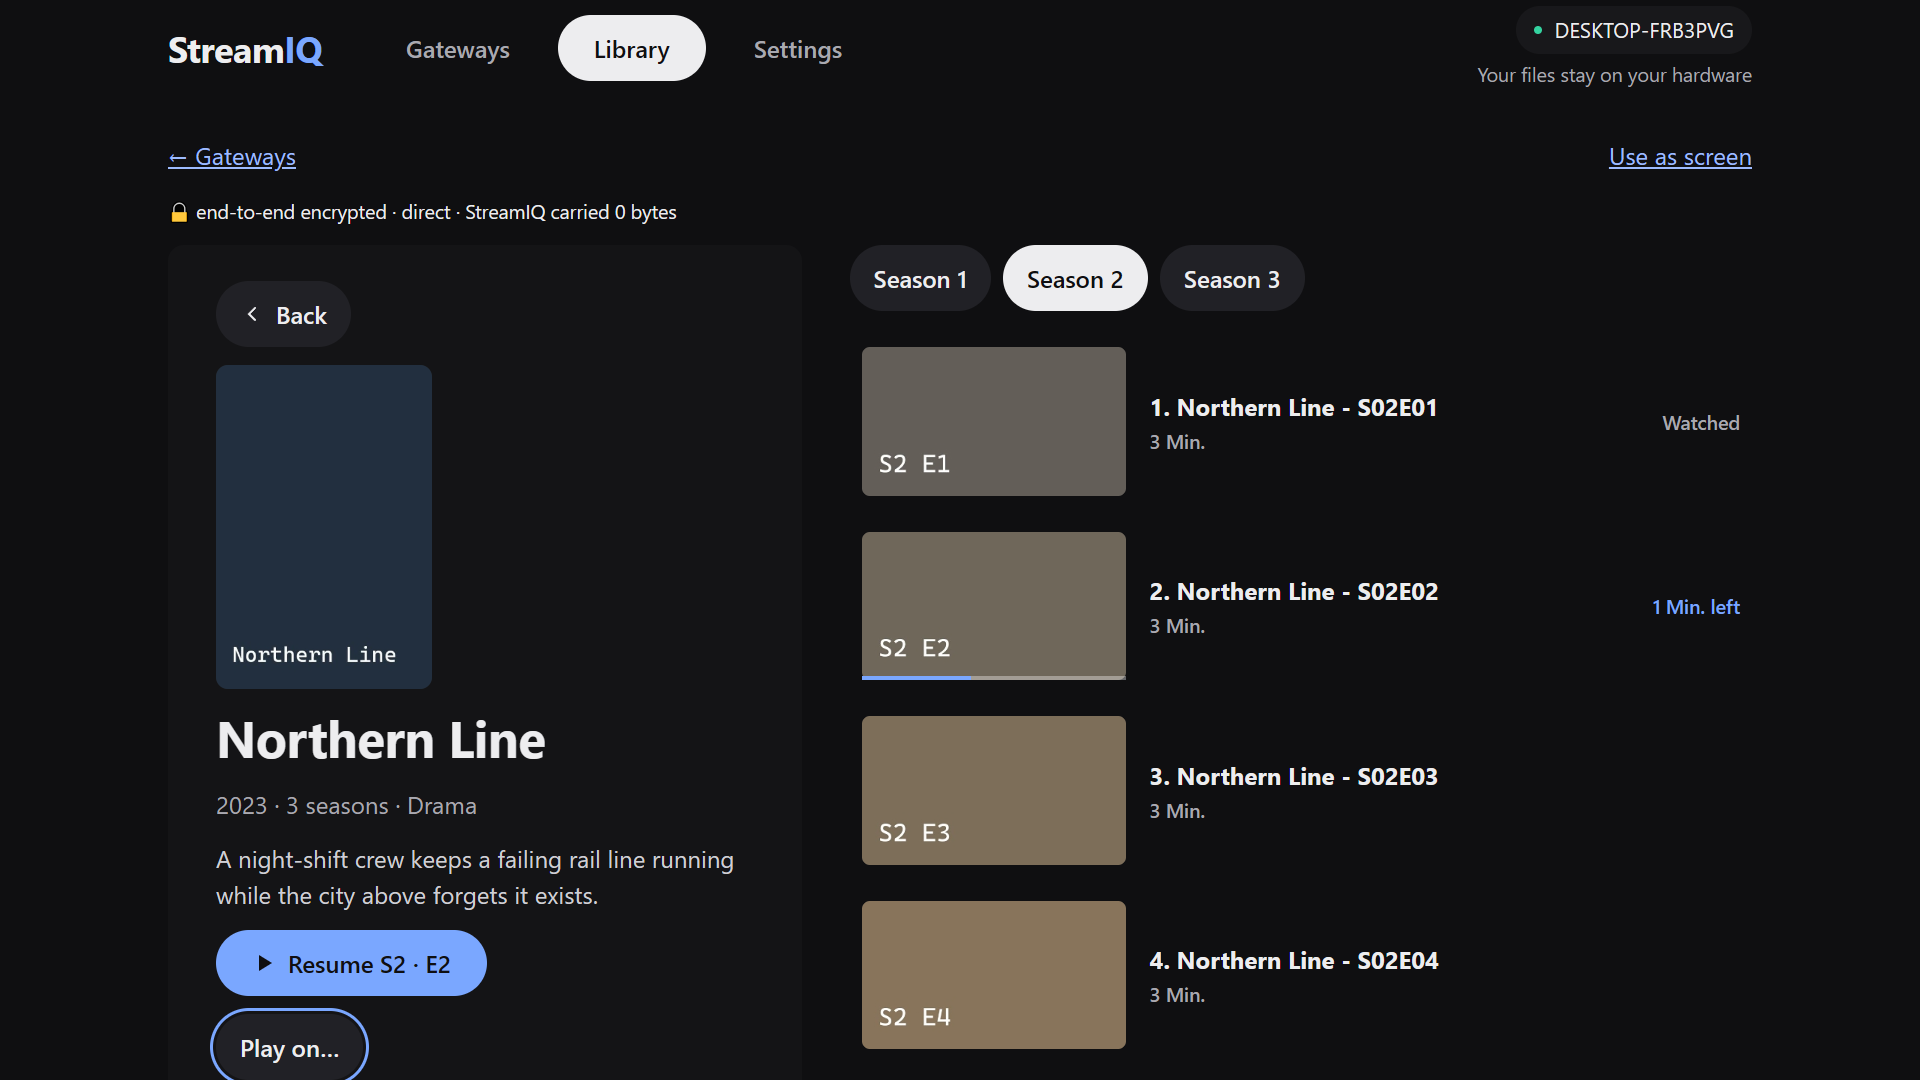 StreamIQ
Gateways
Library
Settings
DESKTOP-FRB3PVG
Your files stay on your hardware
← Gateways
Use as screen
end-to-end encrypted · direct · StreamIQ carried 0 bytes
Back
Northern Line
Northern Line
2023 · 3 seasons · Drama
A night-shift crew keeps a failing rail line running
while the city above forgets it exists.
Resume S2 · E2
Play on...
Season 1
Season 2
Season 3
S2 E1
1. Northern Line - S02E01
3 Min.
Watched
S2 E2
2. Northern Line - S02E02
3 Min.
1 Min. left
S2 E3
3. Northern Line - S02E03
3 Min.
S2 E4
4. Northern Line - S02E04
3 Min.